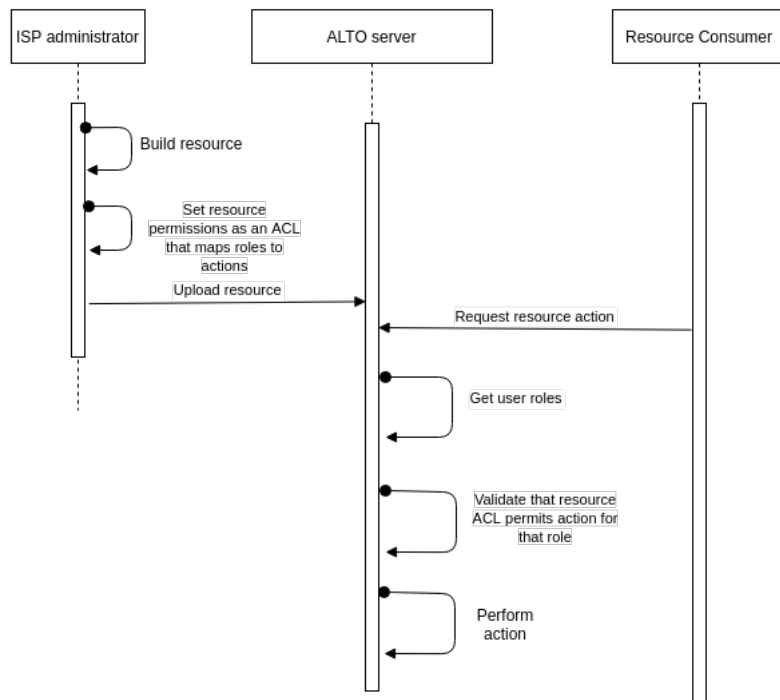 ISP administrator
ALTO server
Resource Consumer
Build resource
Set resource
permissions as an ACL
that maps roles to
actions
Upload resource
Request resource action
Get user roles
Validate that resource
ACL permits action for
that role
Perform
action